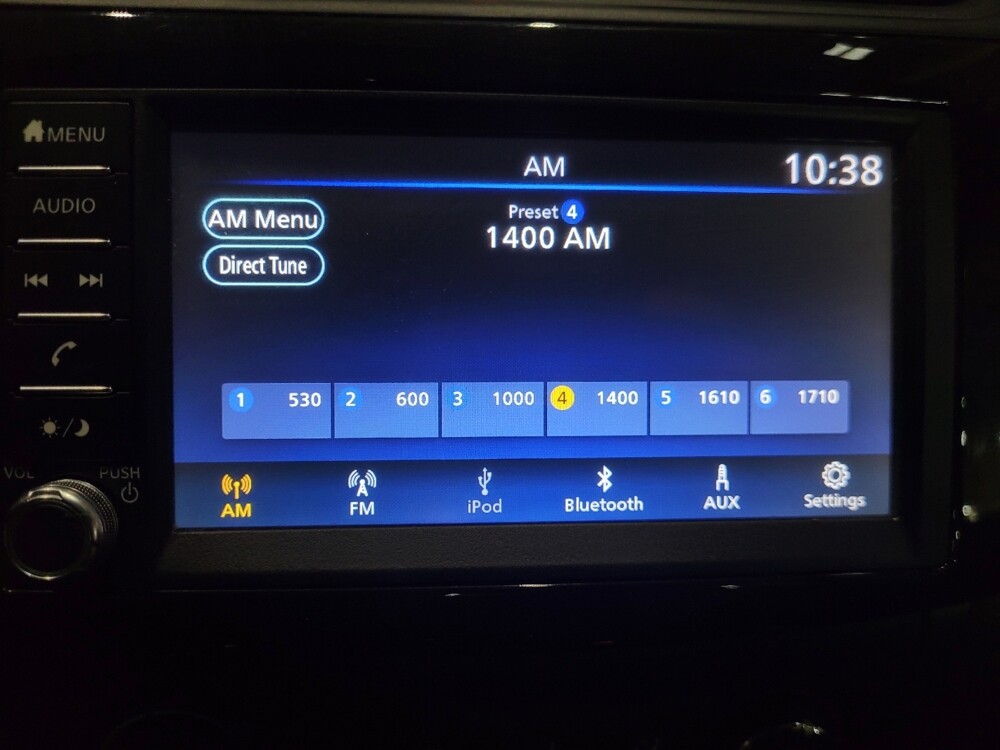 MENU
AUDIO
VOL
PUSH
AM
10:38
AM Menu
Preset 4
1400 AM
Direct Tune
1 530
2 600
3 1000
4 1400
5 1610
6 1710
AM
FM
iPod
Bluetooth
AUX
Settings